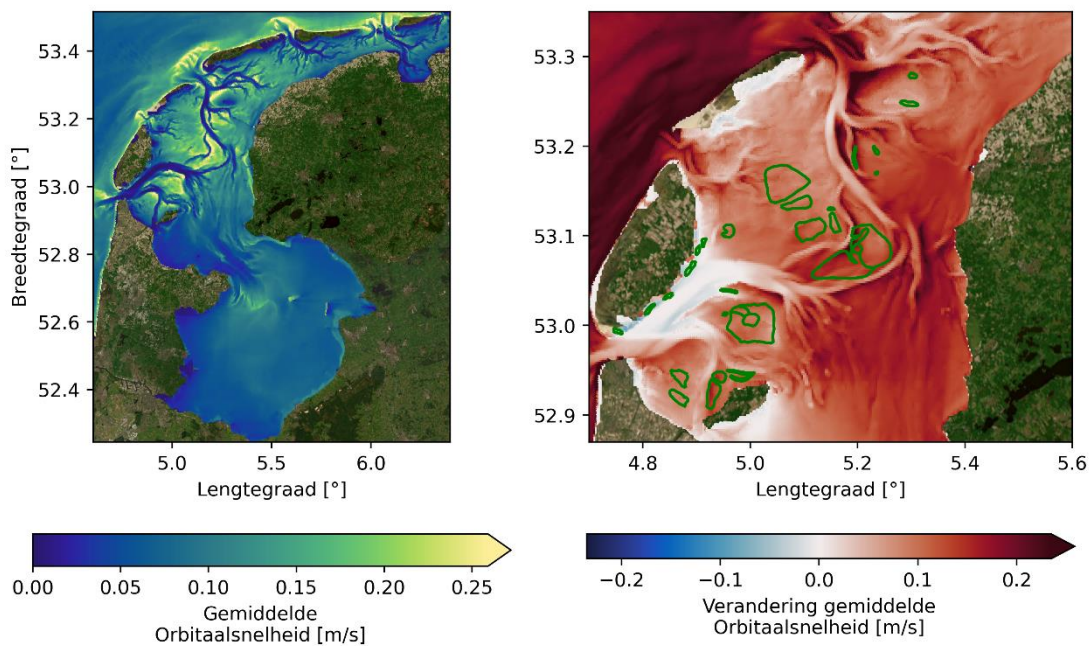 53.4
53.2
53.0
52.8
52.6
52.4
Breedtegraad [°]
5.0 5.5 6.0
Lengtegraad [°]
0.00 0.05 0.10 0.15 0.20 0.25
Gemiddelde
Orbitaalsnelheid [m/s]
53.3
53.2
53.1
53.0
52.9
4.8 5.0 5.2 5.4 5.6
Lengtegraad [°]
−0.2 −0.1 0.0 0.1 0.2
Verandering gemiddelde
Orbitaalsnelheid [m/s]